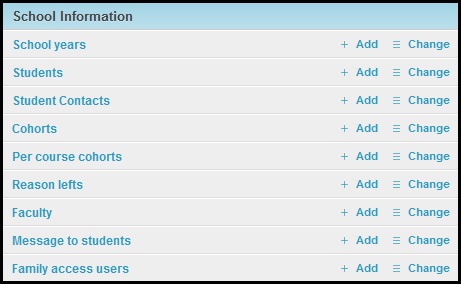 School Information
School years + Add Change
Students + Add Change
Student Contacts + Add Change
Cohorts + Add Change
Per course cohorts + Add Change
Reason lefts + Add Change
Faculty + Add Change
Message to students + Add Change
Family access users + Add Change